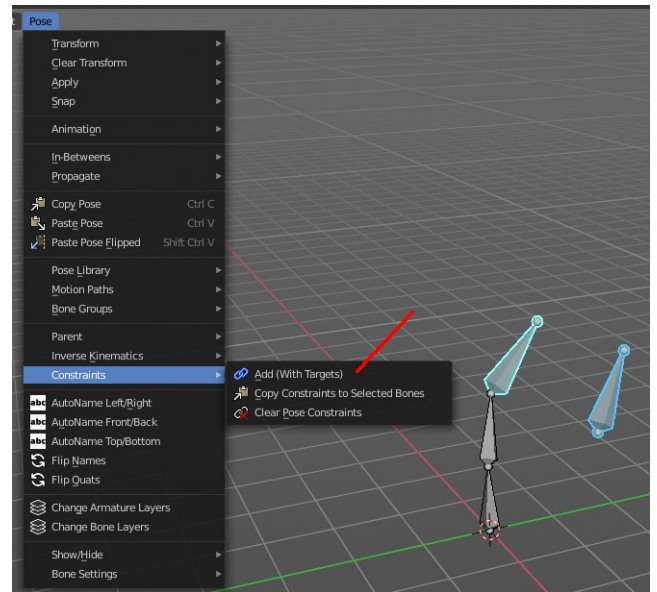 Pose
Transform
Clear Transform
Apply
Snap
Animation
In-Betweens
Propagate
Copy Pose Ctrl C
Paste Pose Ctrl V
Paste Pose Flipped Shift Ctrl V
Pose Library
Motion Paths
Bone Groups
Parent
Inverse Kinematics
Constraints
Add (With Targets)
Copy Constraints to Selected Bones
Clear Pose Constraints
abc AutoName Left/Right
abc AutoName Front/Back
abc AutoName Top/Bottom
Flip Names
Flip Quats
Change Armature Layers
Change Bone Layers
Show/Hide
Bone Settings